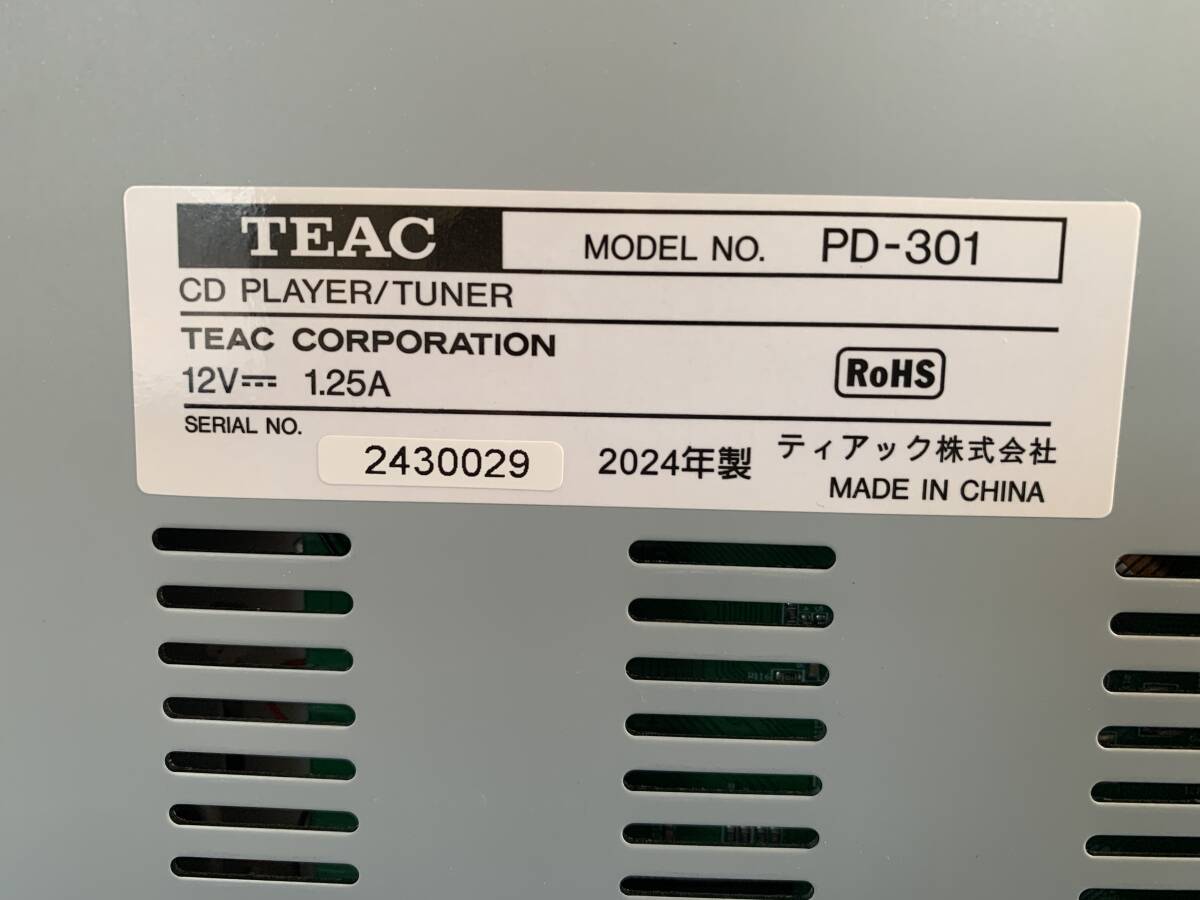 TEAC MODEL NO. PD-301
CD PLAYER/TUNER
TEAC CORPORATION
12V⎓ 1.25A
RoHS
SERIAL NO. 2430029 2024年製 ティアック株式会社
MADE IN CHINA